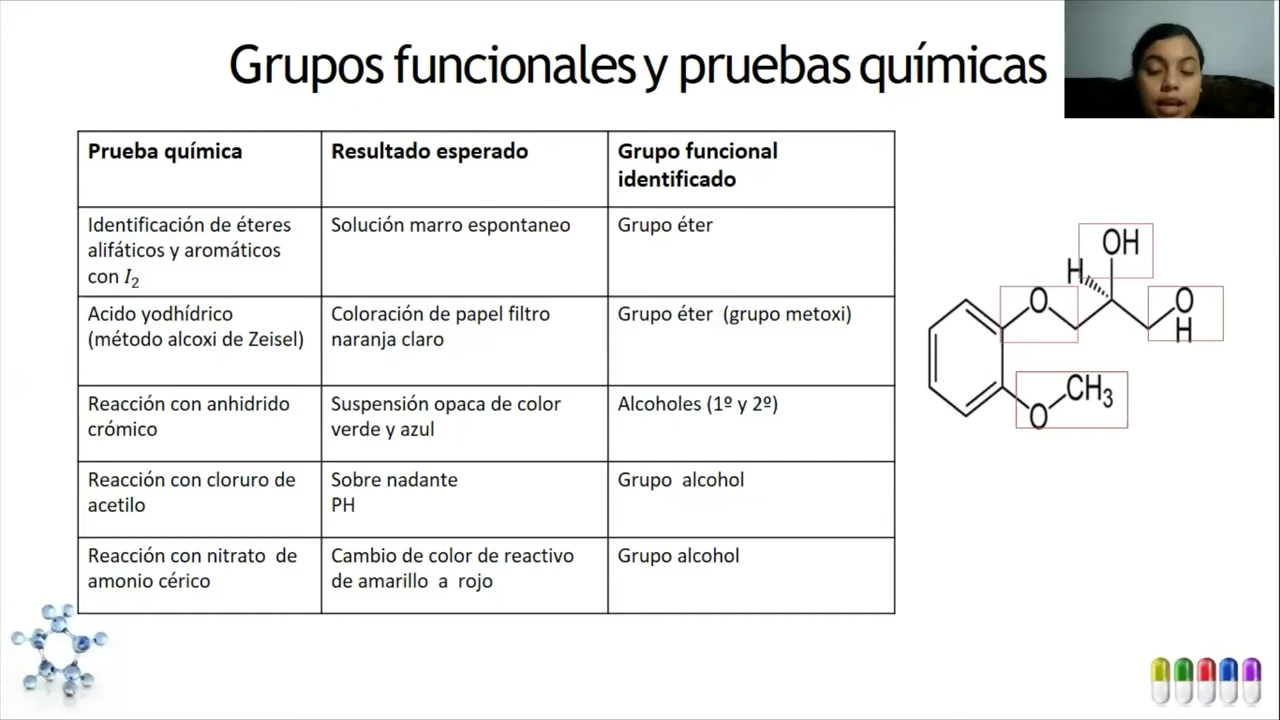 Grupos funcionales y pruebas químicas
Prueba química
Resultado esperado
Grupo funcional
identificado
Identificación de éteres
alifáticos y aromáticos
con I₂
Solución marro espontaneo
Grupo éter
Acido yodhídrico
(método alcoxi de Zeisel)
Coloración de papel filtro
naranja claro
Grupo éter (grupo metoxi)
Reacción con anhidrido
crómico
Suspensión opaca de color
verde y azul
Alcoholes (1º y 2º)
Reacción con cloruro de
acetilo
Sobre nadante
PH
Grupo alcohol
Reacción con nitrato de
amonio cérico
Cambio de color de reactivo
de amarillo a rojo
Grupo alcohol
OH
H
O
O
H
O
CH₃